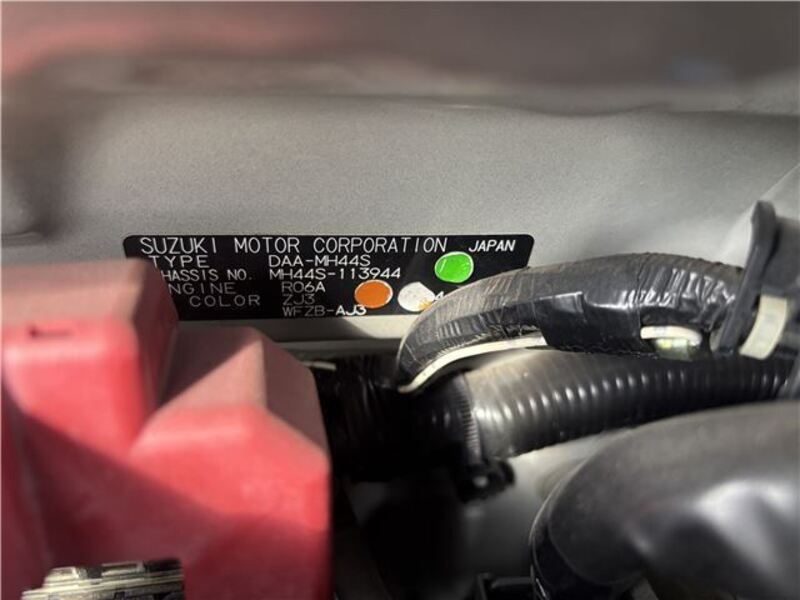 SUZUKI MOTOR CORPORATION JAPAN
TYPE DAA-MH44S
CHASSIS NO. MH44S-113944
ENGINE R06A
COLOR ZJ3
WFZB-AJ3